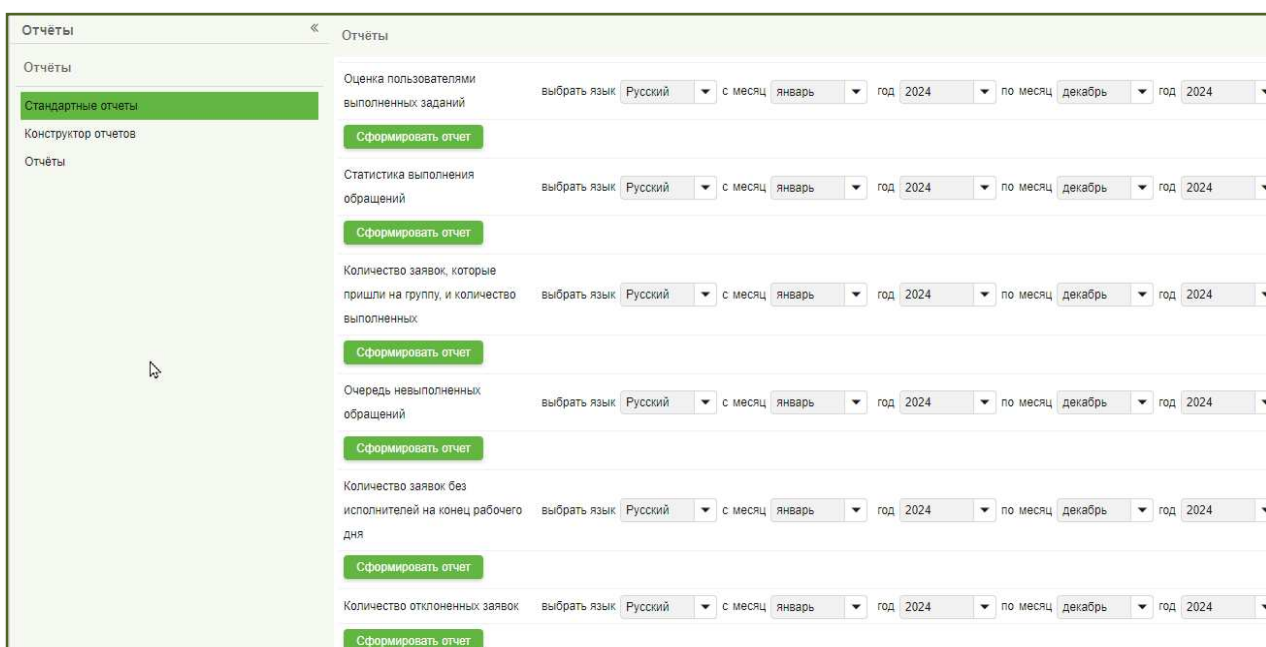 Отчёты
Отчёты
Стандартные отчеты
Конструктор отчетов
Отчёты
Отчёты
Оценка пользователями
выполненных заданий
выбрать язык Русский с месяц январь год 2024 по месяц декабрь год 2024
Сформировать отчет
Статистика выполнения
обращений
выбрать язык Русский с месяц январь год 2024 по месяц декабрь год 2024
Сформировать отчет
Количество заявок, которые
пришли на группу, и количество
выполненных
выбрать язык Русский с месяц январь год 2024 по месяц декабрь год 2024
Сформировать отчет
Очередь невыполненных
обращений
выбрать язык Русский с месяц январь год 2024 по месяц декабрь год 2024
Сформировать отчет
Количество заявок без
исполнителей на конец рабочего
дня
выбрать язык Русский с месяц январь год 2024 по месяц декабрь год 2024
Сформировать отчет
Количество отклоненных заявок
выбрать язык Русский с месяц январь год 2024 по месяц декабрь год 2024
Сформировать отчет